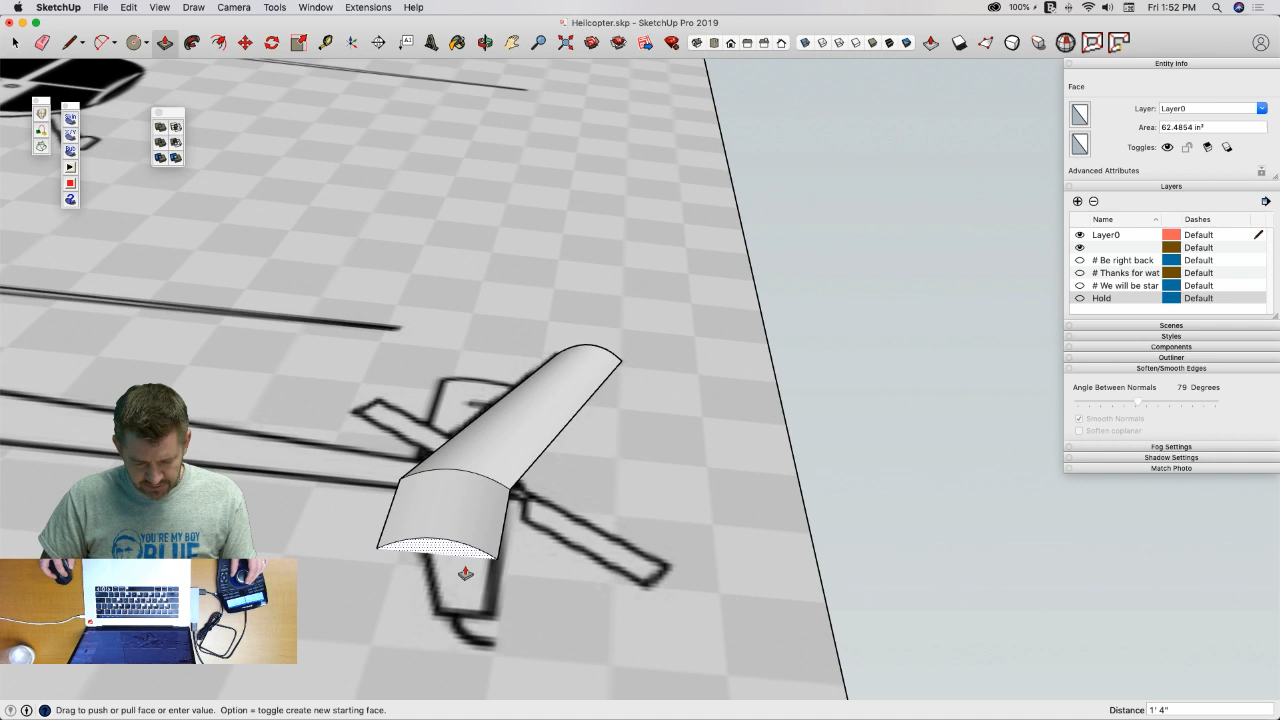 SketchUp File Edit View Draw Camera Tools Window Extensions Help
100% Fri 1:52 PM
Heilcopter.skp - SketchUp Pro 2019
Entity Info
Face
Layer: Layer0
Area: 62.4854 in²
Toggles:
Advanced Attributes
Layers
Name Dashes
Layer0 Default
Default
# Be right back Default
# Thanks for wat Default
# We will be star Default
Hold Default
Scenes
Styles
Components
Outliner
Soften/Smooth Edges
Angle Between Normals 79 Degrees
Smooth Normals
Soften coplanar
Fog Settings
Shadow Settings
Match Photo
YOU'RE MY BOY
BLUE
Drag to push or pull face or enter value. Option = toggle create new starting face.
Distance 1' 4"